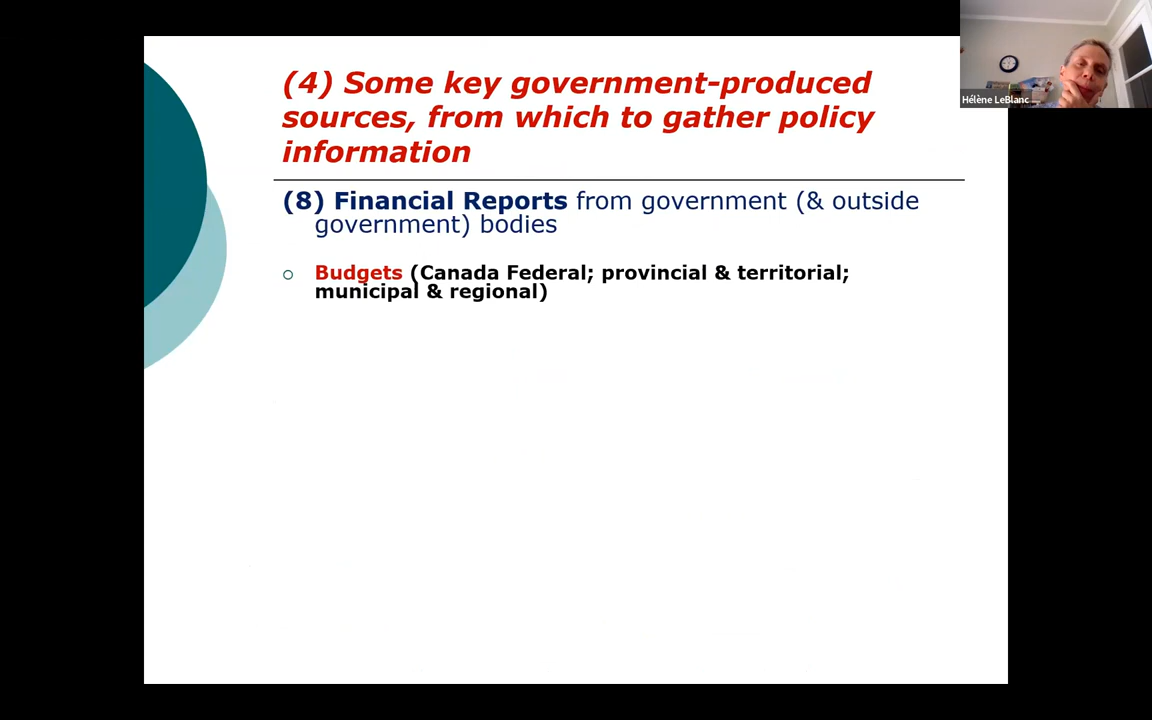 (4) Some key government-produced
sources, from which to gather policy
information
(8) Financial Reports from government (& outside
government) bodies
Budgets (Canada Federal; provincial & territorial;
municipal & regional)
Hélène LeBlanc